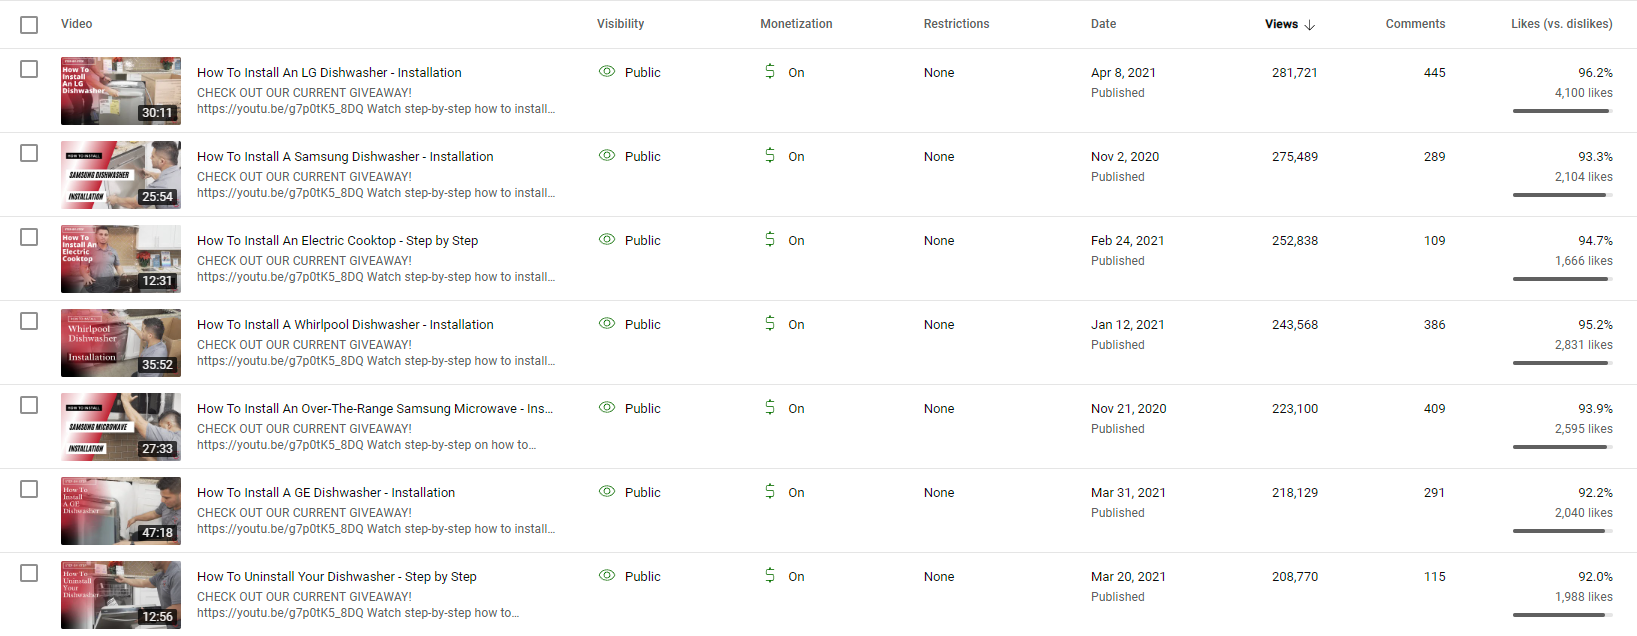 Video Visibility Monetization Restrictions Date Views Comments Likes (vs. dislikes)
How To Install An LG Dishwasher - Installation Public On None Apr 8, 2021 281,721 445 96.2%
CHECK OUT OUR CURRENT GIVEAWAY! Published 4,100 likes
https://youtu.be/g7p0tK5_8DQ Watch step-by-step how to install...
How To
Install
An LG
Dishwasher
30:11
How To Install A Samsung Dishwasher - Installation Public On None Nov 2, 2020 275,489 289 93.3%
CHECK OUT OUR CURRENT GIVEAWAY! Published 2,104 likes
https://youtu.be/g7p0tK5_8DQ Watch step-by-step how to install...
HOW TO INSTALL
SAMSUNG DISHWASHER
INSTALLATION
25:54
How To Install An Electric Cooktop - Step by Step Public On None Feb 24, 2021 252,838 109 94.7%
CHECK OUT OUR CURRENT GIVEAWAY! Published 1,666 likes
https://youtu.be/g7p0tK5_8DQ Watch step-by-step how to install...
How To
Install An
Electric
Cooktop
12:31
How To Install A Whirlpool Dishwasher - Installation Public On None Jan 12, 2021 243,568 386 95.2%
CHECK OUT OUR CURRENT GIVEAWAY! Published 2,831 likes
https://youtu.be/g7p0tK5_8DQ Watch step-by-step how to install...
HOW TO INSTALL
Whirlpool
Dishwasher
Installation
35:52
How To Install An Over-The-Range Samsung Microwave - Ins... Public On None Nov 21, 2020 223,100 409 93.9%
CHECK OUT OUR CURRENT GIVEAWAY! Published 2,595 likes
https://youtu.be/g7p0tK5_8DQ Watch step-by-step on how to...
HOW TO INSTALL
SAMSUNG MICROWAVE
INSTALLATION
27:33
How To Install A GE Dishwasher - Installation Public On None Mar 31, 2021 218,129 291 92.2%
CHECK OUT OUR CURRENT GIVEAWAY! Published 2,040 likes
https://youtu.be/g7p0tK5_8DQ Watch step-by-step how to install...
How To
Install
A GE
Dishwasher
47:18
How To Uninstall Your Dishwasher - Step by Step Public On None Mar 20, 2021 208,770 115 92.0%
CHECK OUT OUR CURRENT GIVEAWAY! Published 1,988 likes
https://youtu.be/g7p0tK5_8DQ Watch step-by-step how to...
How To
Uninstall
Your
Dishwasher
12:56